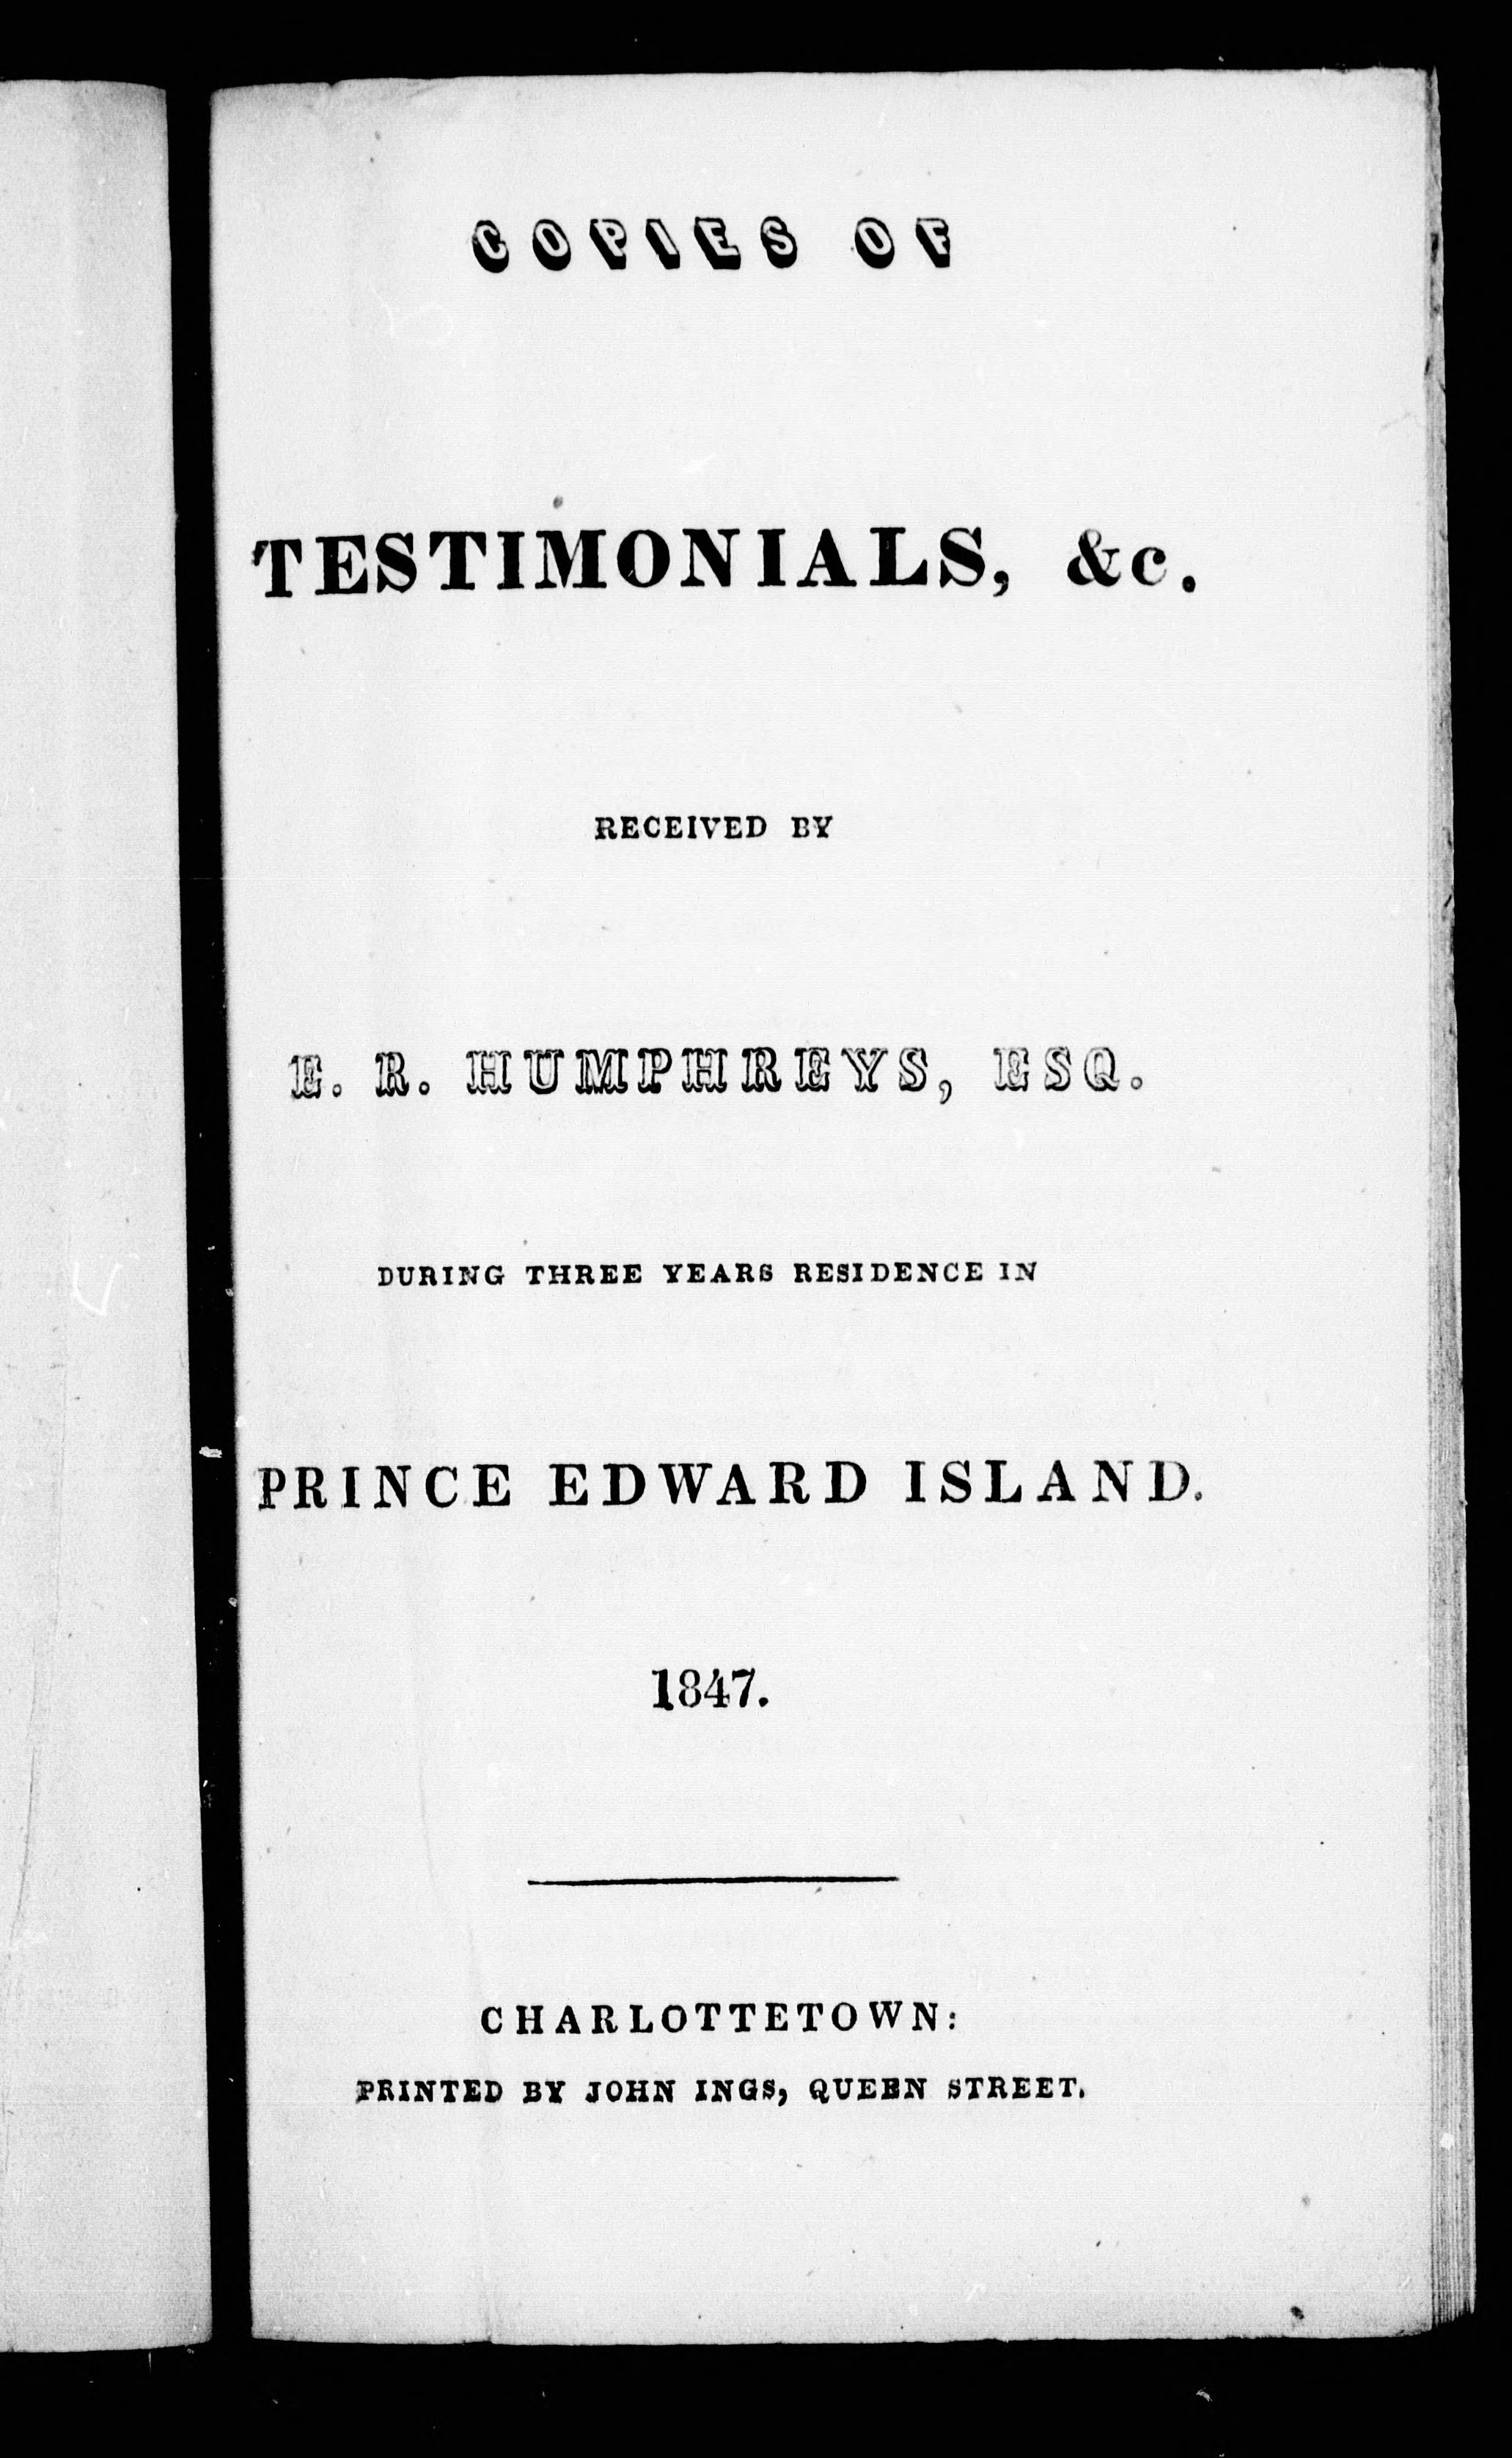 COPIES OF
TESTIMONIALS, &c.
RECEIVED BY
E. R. HUMPHREYS, ESQ.
DURING THREE YEARS RESIDENCE IN
PRINCE EDWARD ISLAND.
1847.
CHARLOTTETOWN:
PRINTED BY JOHN INGS, QUEEN STREET.